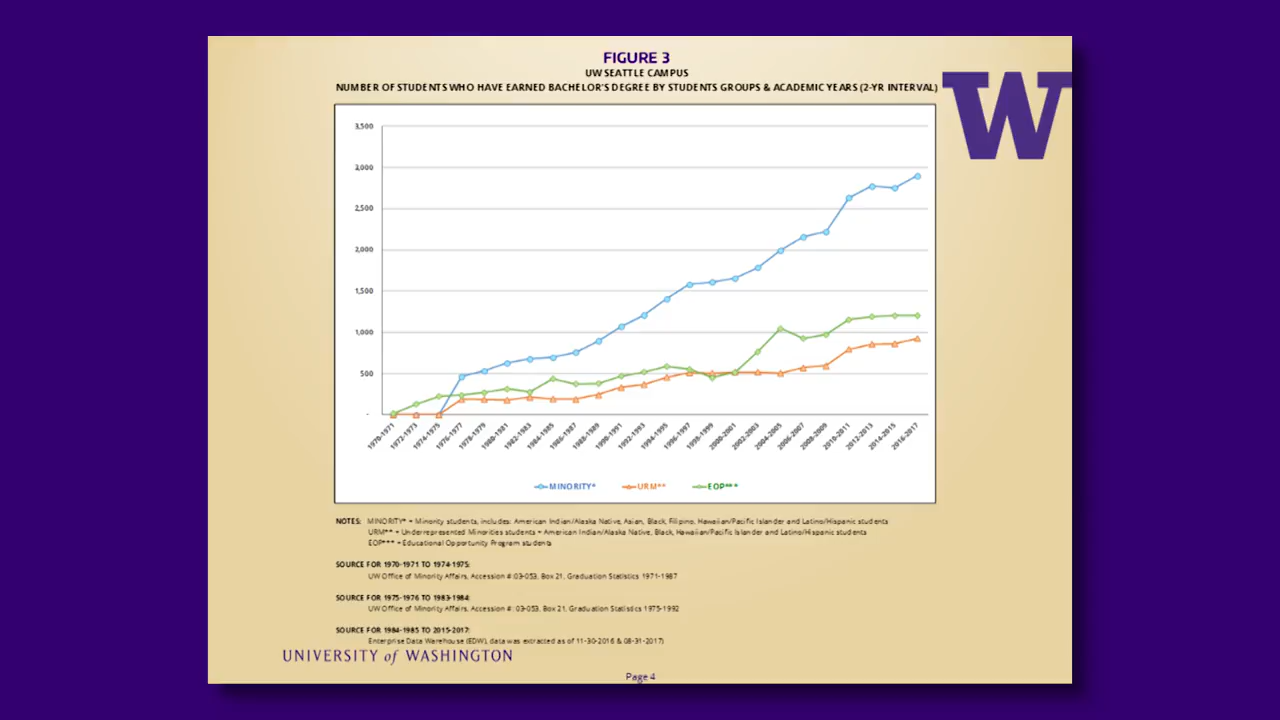 FIGURE 3
UW SEATTLE CAMPUS
NUMBER OF STUDENTS WHO HAVE EARNED BACHELOR'S DEGREE BY STUDENTS GROUPS & ACADEMIC YEARS (2-YR INTERVAL)
W
3,500
3,000
2,500
2,000
1,500
1,000
500
-
1970-1971 1972-1973 1974-1975 1976-1977 1978-1979 1980-1981 1982-1983 1984-1985 1986-1987 1988-1989 1990-1991 1992-1993 1994-1995 1996-1997 1998-1999 2000-2001 2002-2003 2004-2005 2006-2007 2008-2009 2010-2011 2012-2013 2014-2015 2016-2017
MINORITY* URM** EOP***
NOTES: MINORITY* = Minority students, includes: American Indian/Alaska Native, Asian, Black, Filipino, Hawaiian/Pacific Islander and Latino/Hispanic students
URM** = Underrepresented Minorities students = American Indian/Alaska Native, Black, Hawaiian/Pacific Islander and Latino/Hispanic students
EOP*** = Educational Opportunity Program students
SOURCE FOR 1970-1971 TO 1974-1975:
UW Office of Minority Affairs, Accession #: 03-053, Box 21, Graduation Statistics 1971-1987
SOURCE FOR 1975-1976 TO 1983-1984:
UW Office of Minority Affairs, Accession #: 03-053, Box 21, Graduation Statistics 1975-1992
SOURCE FOR 1984-1985 TO 2015-2017:
Enterprise Data Warehouse (EDW), data was extracted as of 11-30-2016 & 08-31-2017)
UNIVERSITY of WASHINGTON
Page 4